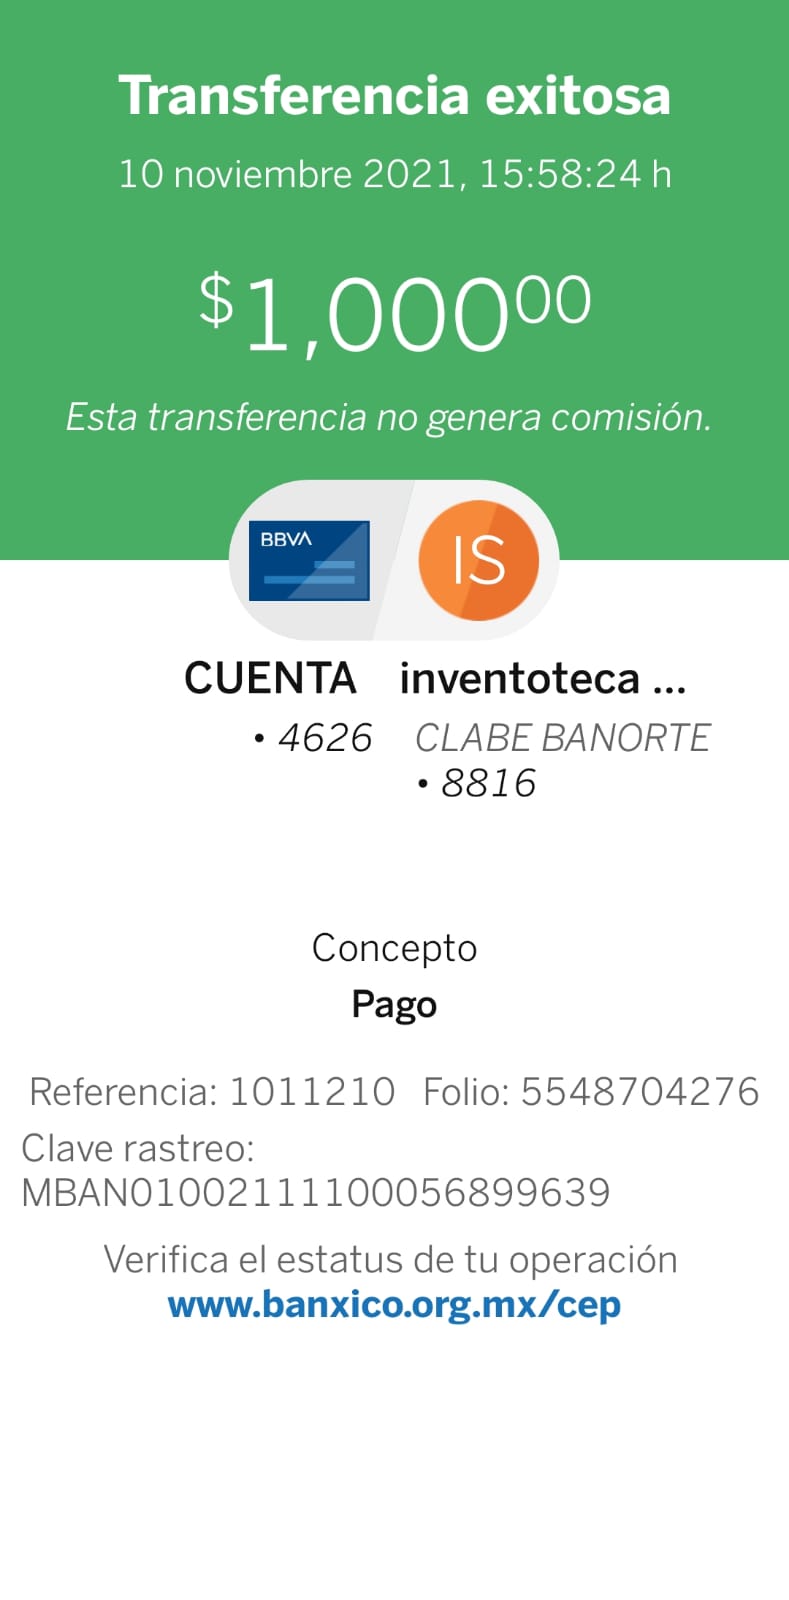 Transferencia exitosa
10 noviembre 2021, 15:58:24 h
$1,00000
Esta transferencia no genera comisión.
BBVA
IS
CUENTA
• 4626
inventoteca ...
CLABE BANORTE
• 8816
Concepto
Pago
Referencia: 1011210 Folio: 5548704276
Clave rastreo:
MBAN01002111100056899639
Verifica el estatus de tu operación
www.banxico.org.mx/cep